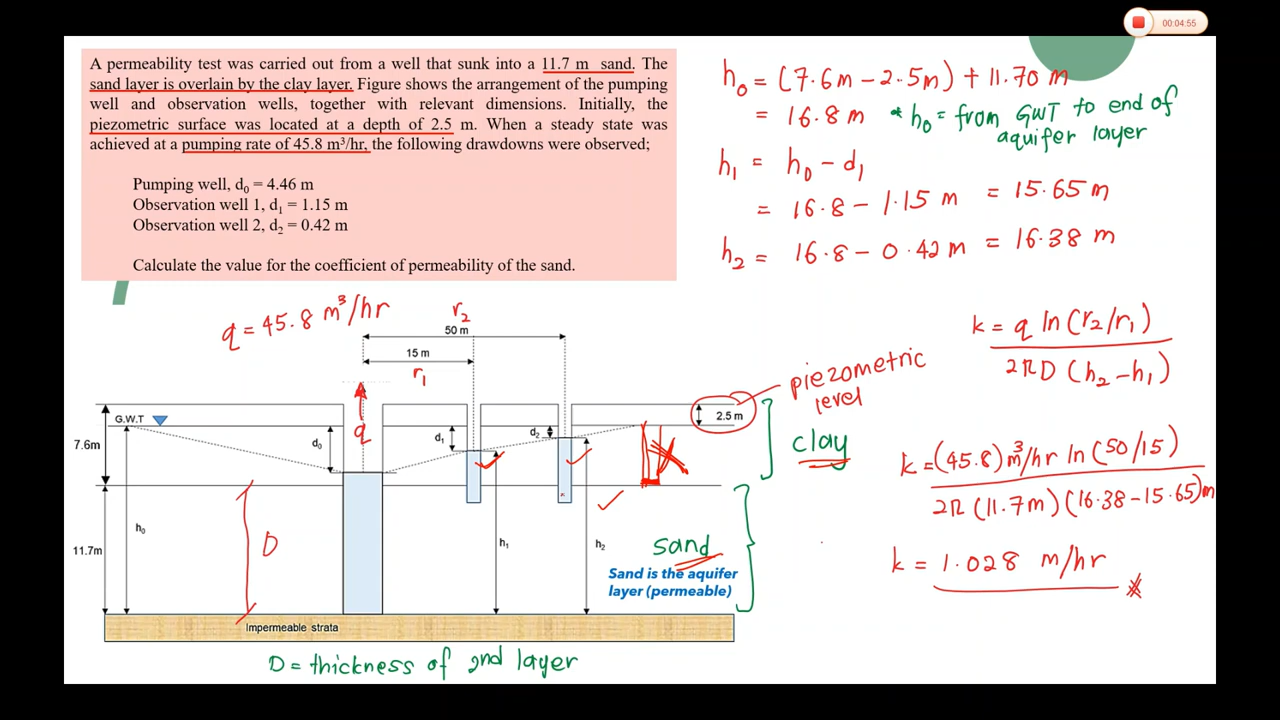 00:04:55
A permeability test was carried out from a well that sunk into a 11.7 m sand. The
sand layer is overlain by the clay layer. Figure shows the arrangement of the pumping
well and observation wells, together with relevant dimensions. Initially, the
piezometric surface was located at a depth of 2.5 m. When a steady state was
achieved at a pumping rate of 45.8 m³/hr, the following drawdowns were observed;
Pumping well, d₀ = 4.46 m
Observation well 1, d₁ = 1.15 m
Observation well 2, d₂ = 0.42 m
Calculate the value for the coefficient of permeability of the sand.
h₀ = (7.6m - 2.5m) + 11.70 m
= 16.8 m
* h₀ = from GWT to end of
aquifer layer
h₁ = h₀ - d₁
= 16.8 - 1.15 m = 15.65 m
h₂ = 16.8 - 0.42 m = 16.38 m
q = 45.8 m³/hr
r₂
50 m
15 m
r₁
q
G.W.T
d₀
d₁
d₂
2.5 m
piezometric
level
7.6m
clay
11.7m
h₀
D
h₁
h₂
sand
Sand is the aquifer
layer (permeable)
Impermeable strata
D = thickness of 2nd layer
k = q ln (r₂/r₁)
2πD (h₂ - h₁)
k = (45.8) m³/hr ln (50/15)
2π (11.7m) (16.38 - 15.65) m
k = 1.028 m/hr